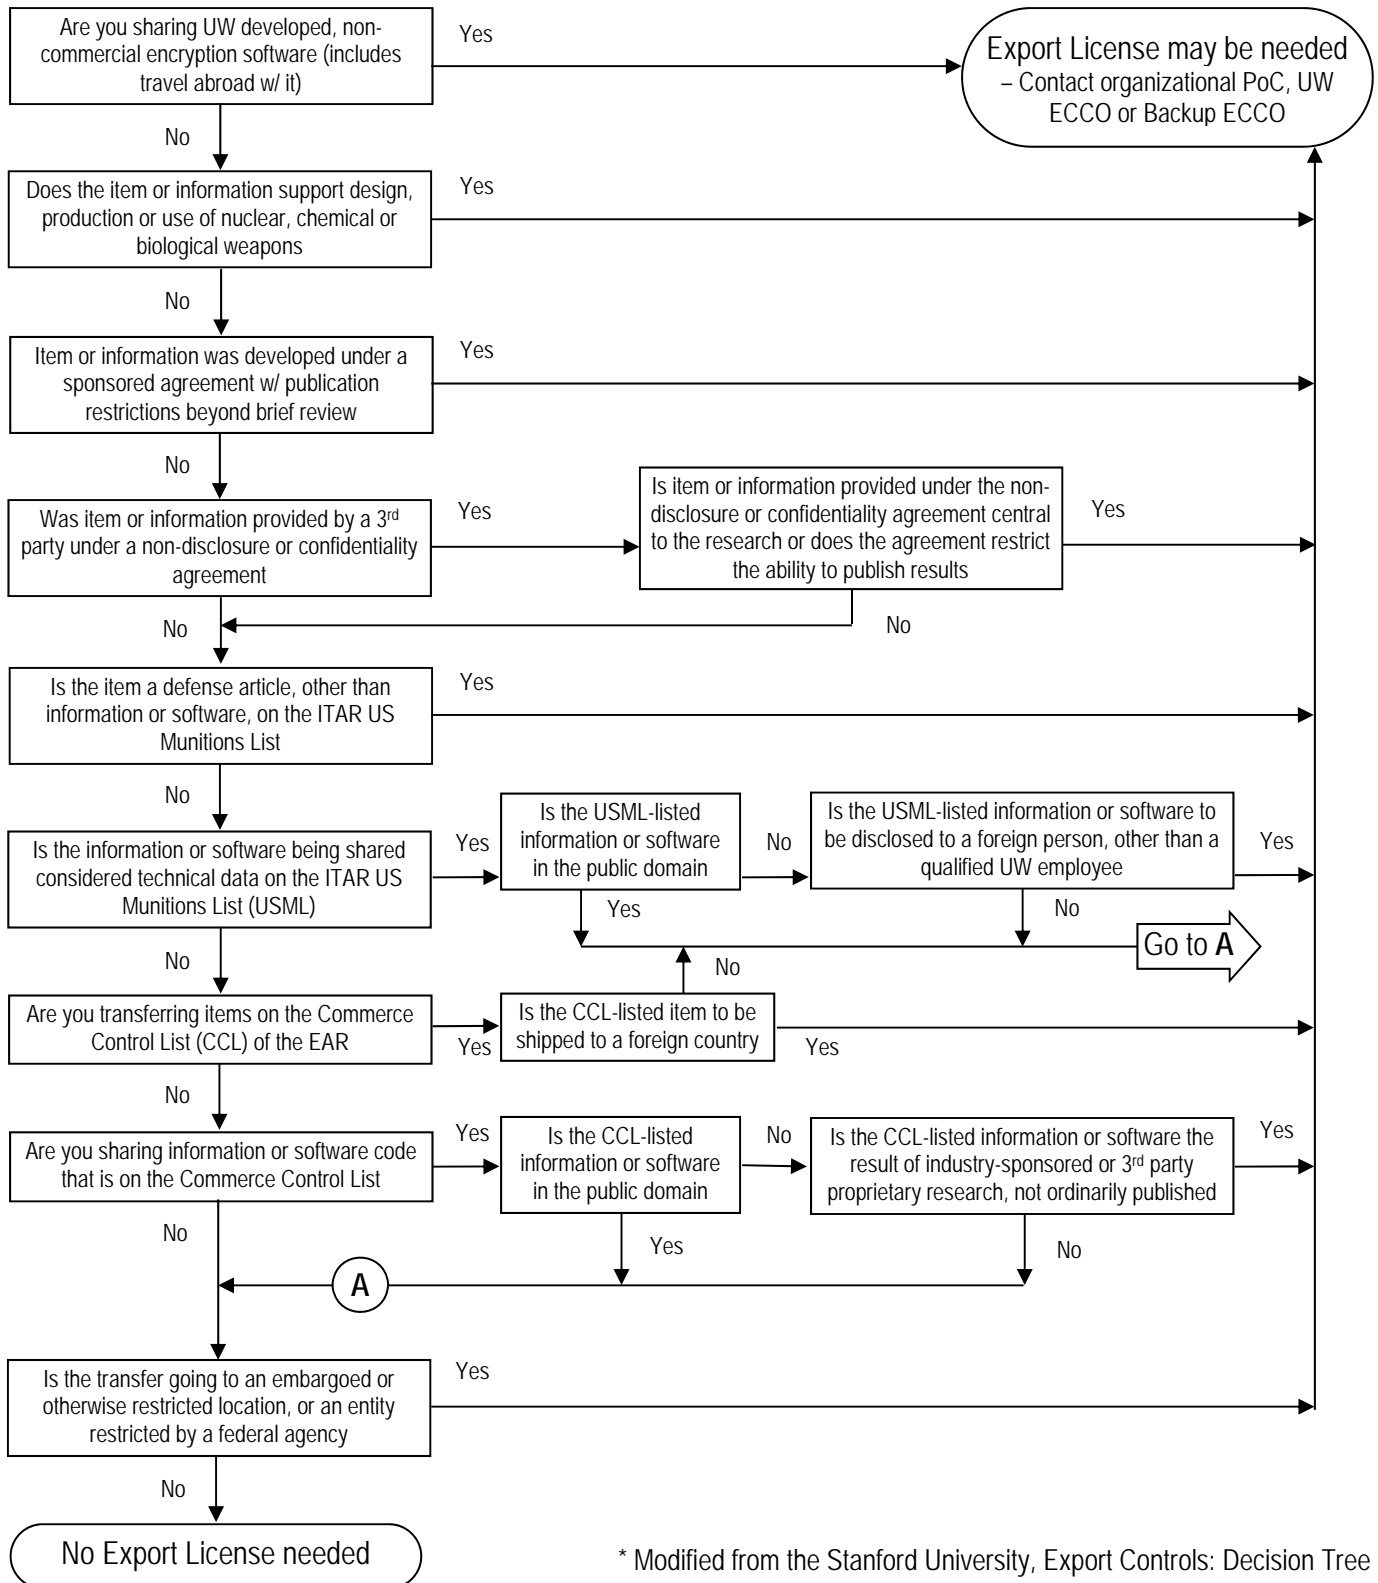 Are you sharing UW developed, non-
commercial encryption software (includes
travel abroad w/ it)
Yes
Export License may be needed
– Contact organizational PoC, UW
ECCO or Backup ECCO
No
Does the item or information support design,
production or use of nuclear, chemical or
biological weapons
Yes
No
Item or information was developed under a
sponsored agreement w/ publication
restrictions beyond brief review
Yes
No
Was item or information provided by a 3rd
party under a non-disclosure or confidentiality
agreement
Yes
Is item or information provided under the non-
disclosure or confidentiality agreement central
to the research or does the agreement restrict
the ability to publish results
Yes
No
No
Is the item a defense article, other than
information or software, on the ITAR US
Munitions List
Yes
No
Is the information or software being shared
considered technical data on the ITAR US
Munitions List (USML)
Yes
Is the USML-listed
information or software
in the public domain
No
Is the USML-listed information or software to
be disclosed to a foreign person, other than a
qualified UW employee
Yes
Yes
No
Go to A
No
No
Are you transferring items on the Commerce
Control List (CCL) of the EAR
Yes
Is the CCL-listed item to be
shipped to a foreign country
Yes
No
Are you sharing information or software code
that is on the Commerce Control List
Yes
Is the CCL-listed
information or software
in the public domain
No
Is the CCL-listed information or software the
result of industry-sponsored or 3rd party
proprietary research, not ordinarily published
Yes
No
Yes
No
A
Is the transfer going to an embargoed or
otherwise restricted location, or an entity
restricted by a federal agency
Yes
No
No Export License needed
* Modified from the Stanford University, Export Controls: Decision Tree